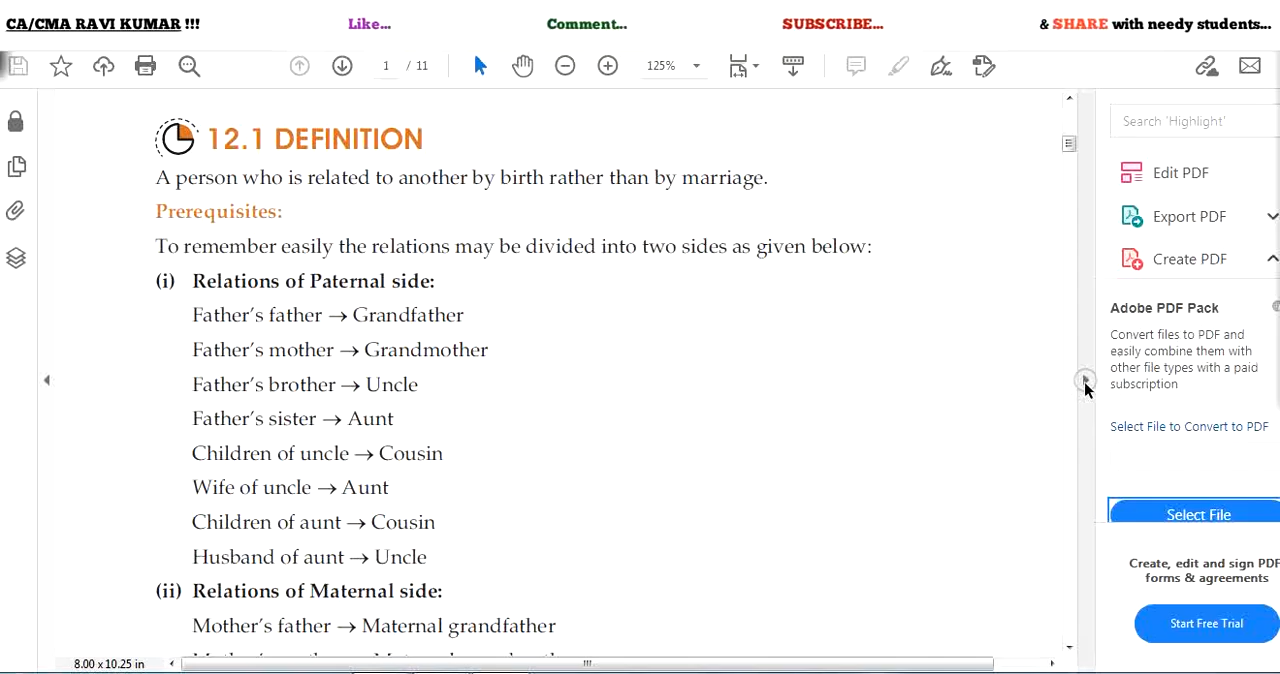 CA/CMA RAVI KUMAR !!! Like... Comment... SUBSCRIBE... & SHARE with needy students...
1 / 11 125%
Search 'Highlight'
12.1 DEFINITION
A person who is related to another by birth rather than by marriage.
Prerequisites:
To remember easily the relations may be divided into two sides as given below:
(i) Relations of Paternal side:
Father's father → Grandfather
Father's mother → Grandmother
Father's brother → Uncle
Father's sister → Aunt
Children of uncle → Cousin
Wife of uncle → Aunt
Children of aunt → Cousin
Husband of aunt → Uncle
(ii) Relations of Maternal side:
Mother's father → Maternal grandfather
8.00 x 10.25 in
Edit PDF
Export PDF
Create PDF
Adobe PDF Pack
Convert files to PDF and
easily combine them with
other file types with a paid
subscription
Select File to Convert to PDF
Select File
Create, edit and sign PDF
forms & agreements
Start Free Trial